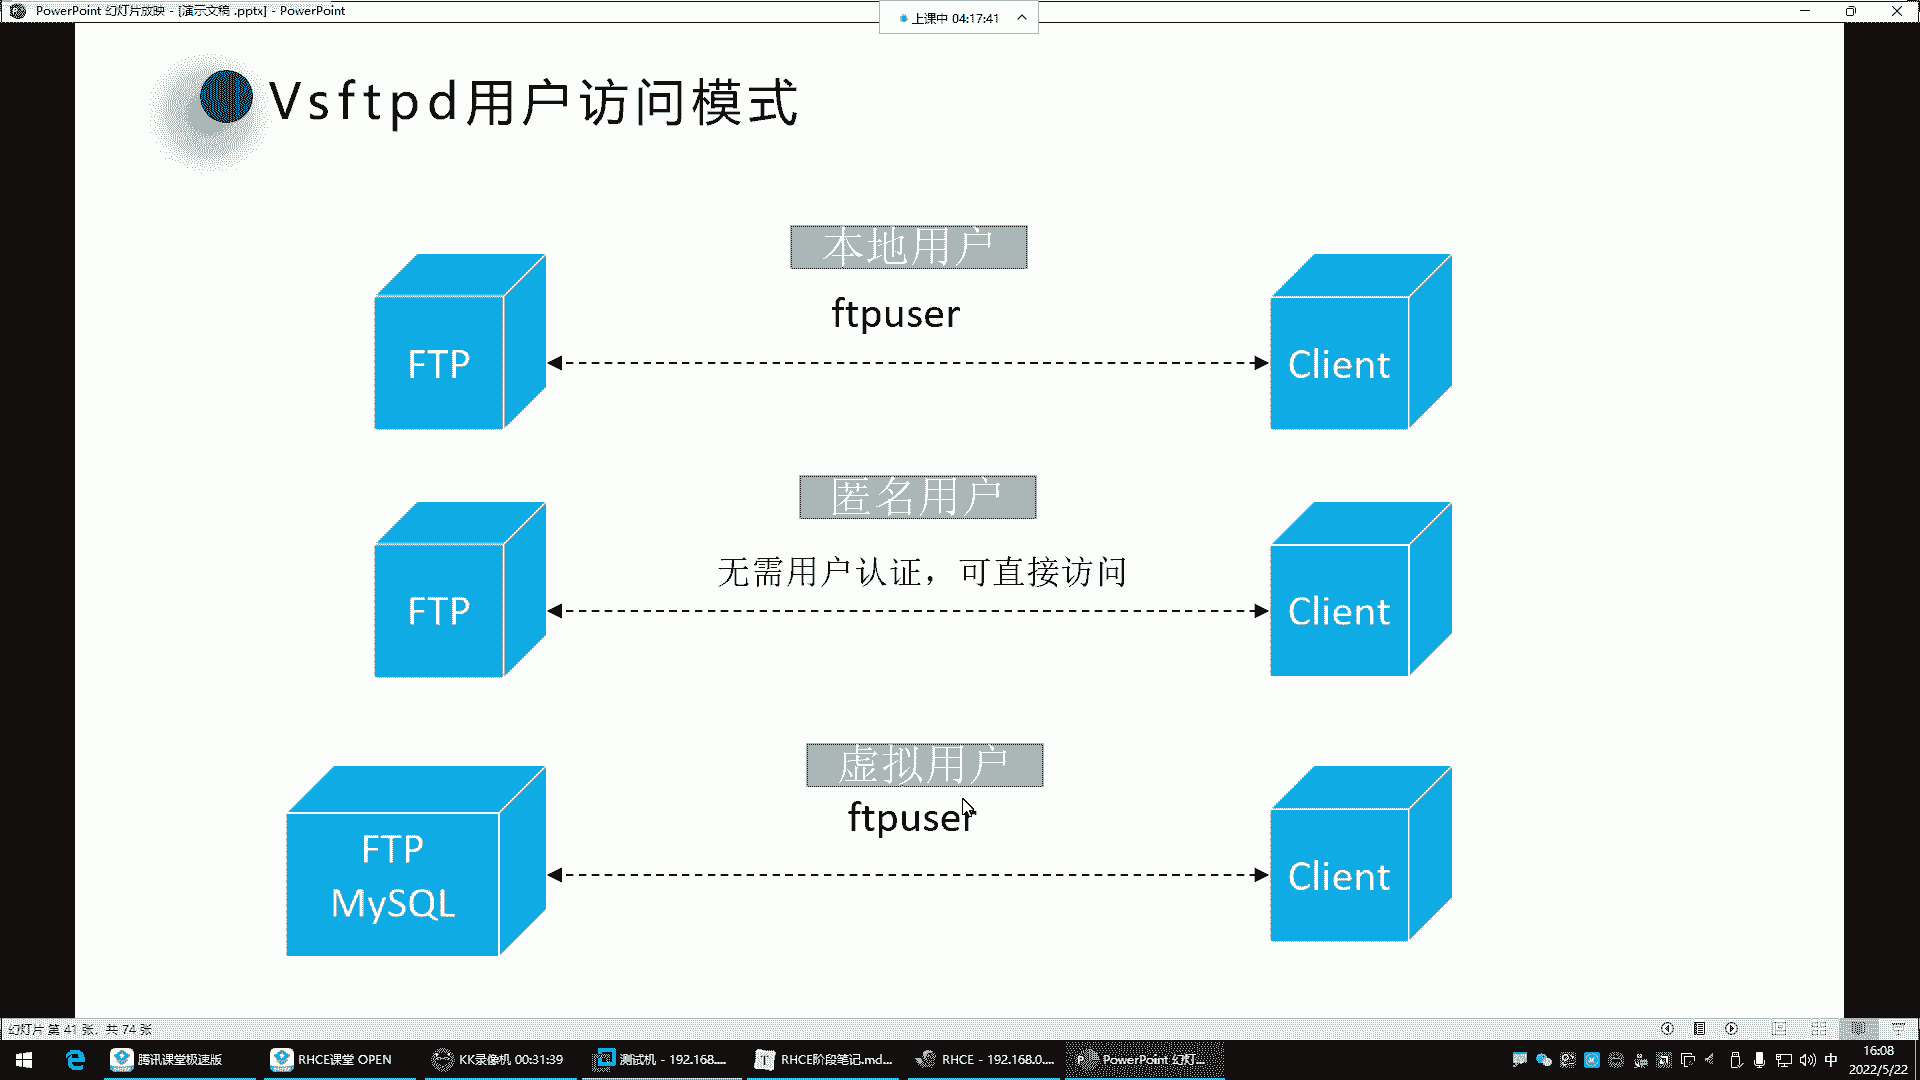 PowerPoint 幻灯片放映 - [演示文稿 .pptx] - PowerPoint
上课中 04:17:41
Vsftpd用户访问模式
本地用户
ftpuser
FTP
Client
匿名用户
无需用户认证，可直接访问
FTP
Client
虚拟用户
ftpuser
FTP
MySQL
Client
幻灯片 第 41 张，共 74 张
腾讯课堂极速版
RHCE课堂 OPEN
KK录像机 00:31:39
测试机 - 192.168....
RHCE阶段笔记.md...
RHCE - 192.168.0....
PowerPoint 幻灯...
中
16:08
2022/5/22